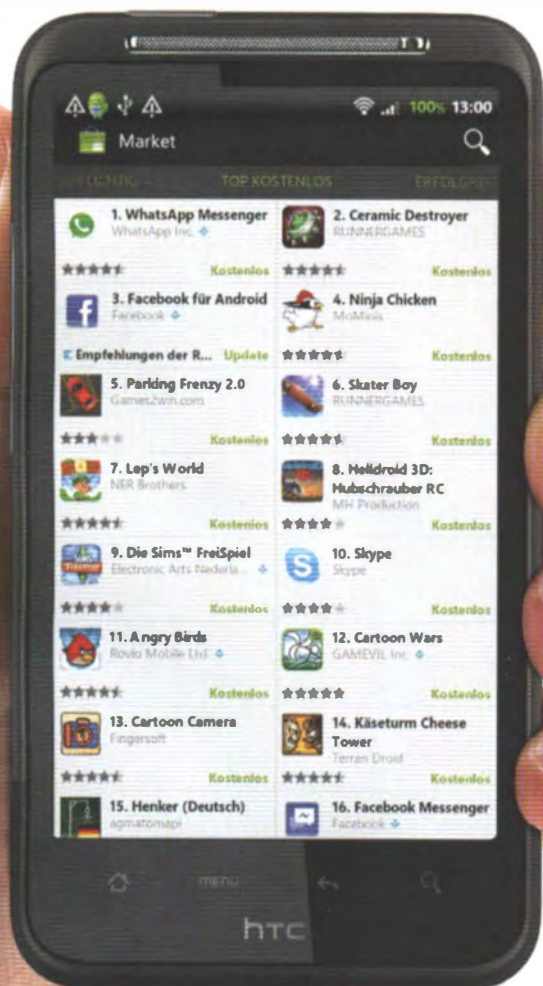 100% 13:00
Market
TOP KOSTENLOS
1. WhatsApp Messenger
WhatsApp Inc.
Kostenlos
2. Ceramic Destroyer
RUNNERGAMES
Kostenlos
3. Facebook für Android
Facebook
Empfehlungen der R... Update
4. Ninja Chicken
MoMinis
Kostenlos
5. Parking Frenzy 2.0
Games2win.com
Kostenlos
6. Skater Boy
RUNNERGAMES
Kostenlos
7. Lep's World
NER Brothers
Kostenlos
8. Helidroid 3D:
Hubschrauber RC
MH Production
Kostenlos
9. Die Sims™ FreiSpiel
Electronic Arts Nederla...
Kostenlos
10. Skype
Skype
Kostenlos
11. Angry Birds
Rovio Mobile Ltd.
Kostenlos
12. Cartoon Wars
GAMEVIL Inc.
Kostenlos
13. Cartoon Camera
Fingersoft
Kostenlos
14. Käseturm Cheese
Tower
Terran Droid
Kostenlos
15. Henker (Deutsch)
agmatomapi
16. Facebook Messenger
Facebook
menu
hTC